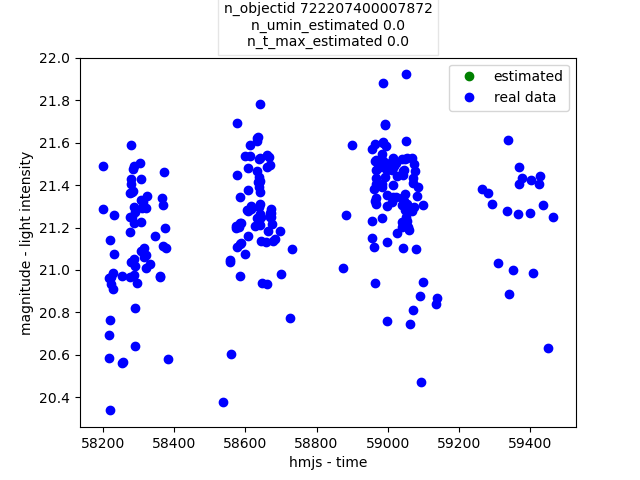 n_objectid 722207400007872
n_umin_estimated 0.0
n_t_max_estimated 0.0
estimated
real data
magnitude - light intensity
22.0
21.8
21.6
21.4
21.2
21.0
20.8
20.6
20.4
58200 58400 58600 58800 59000 59200 59400
hmjs - time